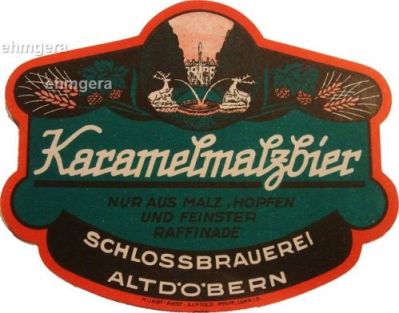 ehmgera
ehmgera
Karamelmalzbier
NUR AUS MALZ, HOPFEN
UND FEINSTER
RAFFINADE
SCHLOSSBRAUEREI
ALTDÖBERN